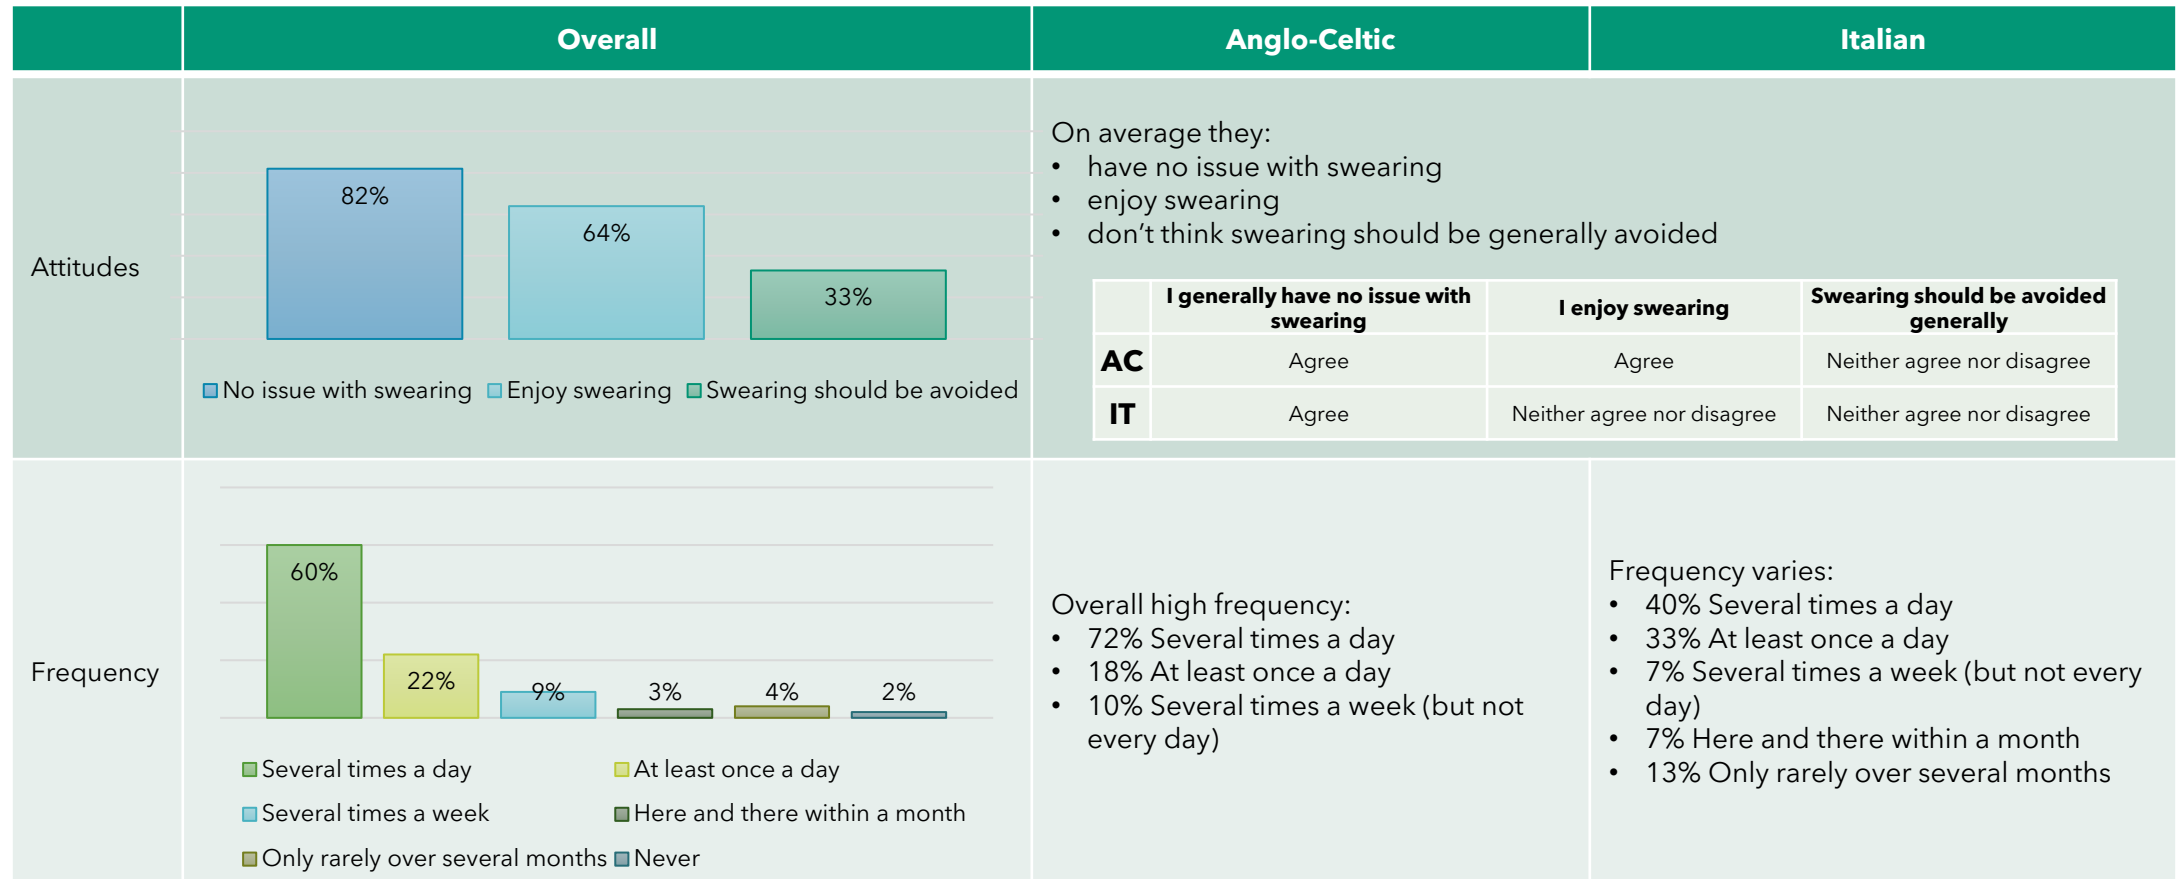 Overall
Anglo-Celtic
Italian
Attitudes
82%
64%
33%
No issue with swearing
Enjoy swearing
Swearing should be avoided
On average they:
• have no issue with swearing
• enjoy swearing
• don't think swearing should be generally avoided
I generally have no issue with
swearing
I enjoy swearing
Swearing should be avoided
generally
AC
Agree
Agree
Neither agree nor disagree
IT
Agree
Neither agree nor disagree
Neither agree nor disagree
Frequency
60%
22%
9%
3%
4%
2%
Several times a day
At least once a day
Several times a week
Here and there within a month
Only rarely over several months
Never
Overall high frequency:
• 72% Several times a day
• 18% At least once a day
• 10% Several times a week (but not
every day)
Frequency varies:
• 40% Several times a day
• 33% At least once a day
• 7% Several times a week (but not every
day)
• 7% Here and there within a month
• 13% Only rarely over several months